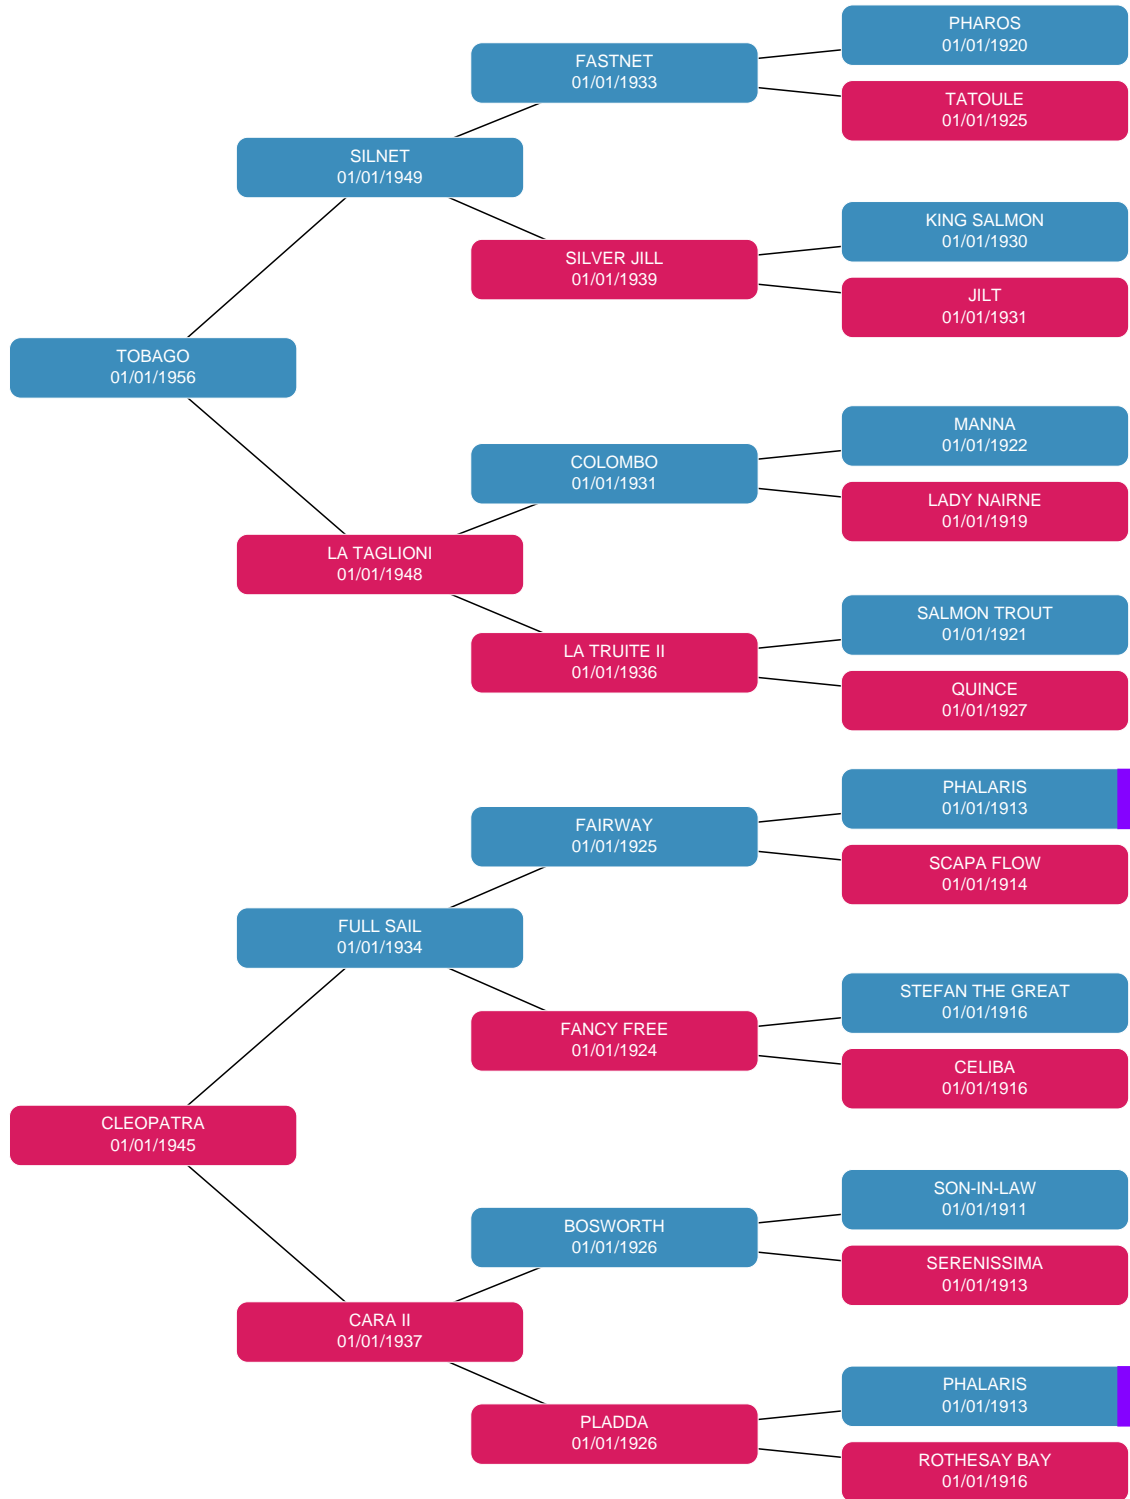 PHAROS
01/01/1920
FASTNET
01/01/1933
TATOULE
01/01/1925
SILNET
01/01/1949
KING SALMON
01/01/1930
SILVER JILL
01/01/1939
JILT
01/01/1931
TOBAGO
01/01/1956
MANNA
01/01/1922
COLOMBO
01/01/1931
LADY NAIRNE
01/01/1919
LA TAGLIONI
01/01/1948
SALMON TROUT
01/01/1921
LA TRUITE II
01/01/1936
QUINCE
01/01/1927
PHALARIS
01/01/1913
FAIRWAY
01/01/1925
SCAPA FLOW
01/01/1914
FULL SAIL
01/01/1934
STEFAN THE GREAT
01/01/1916
FANCY FREE
01/01/1924
CELIBA
01/01/1916
CLEOPATRA
01/01/1945
SON-IN-LAW
01/01/1911
BOSWORTH
01/01/1926
SERENISSIMA
01/01/1913
CARA II
01/01/1937
PHALARIS
01/01/1913
PLADDA
01/01/1926
ROTHESAY BAY
01/01/1916